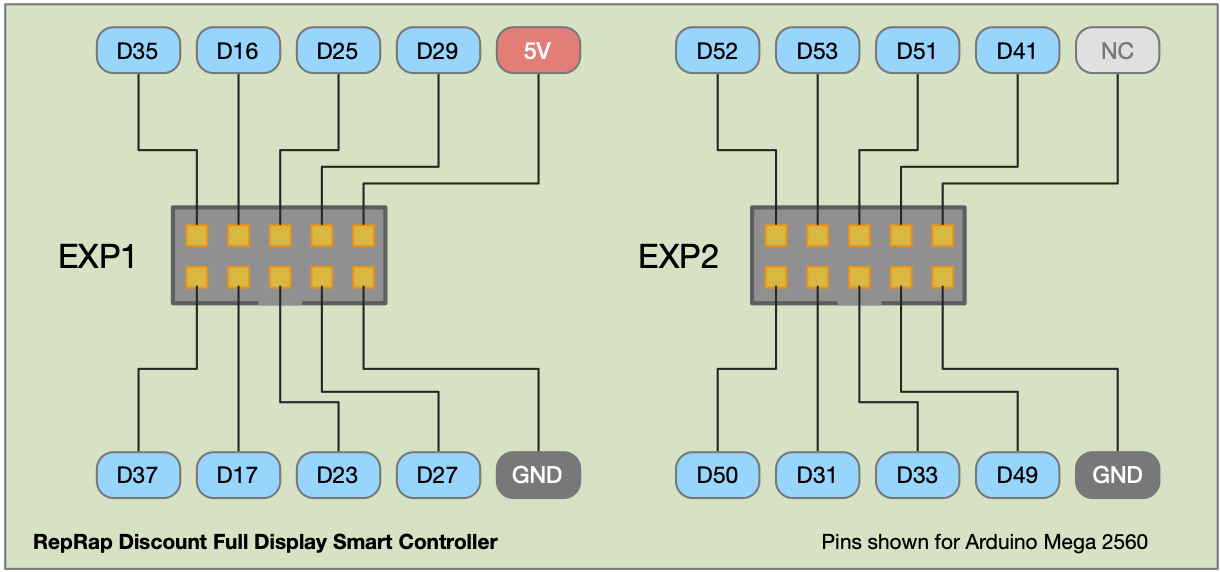 D35 D16 D25 D29 5V D52 D53 D51 D41 NC
EXP1 EXP2
D37 D17 D23 D27 GND D50 D31 D33 D49 GND
RepRap Discount Full Display Smart Controller
Pins shown for Arduino Mega 2560